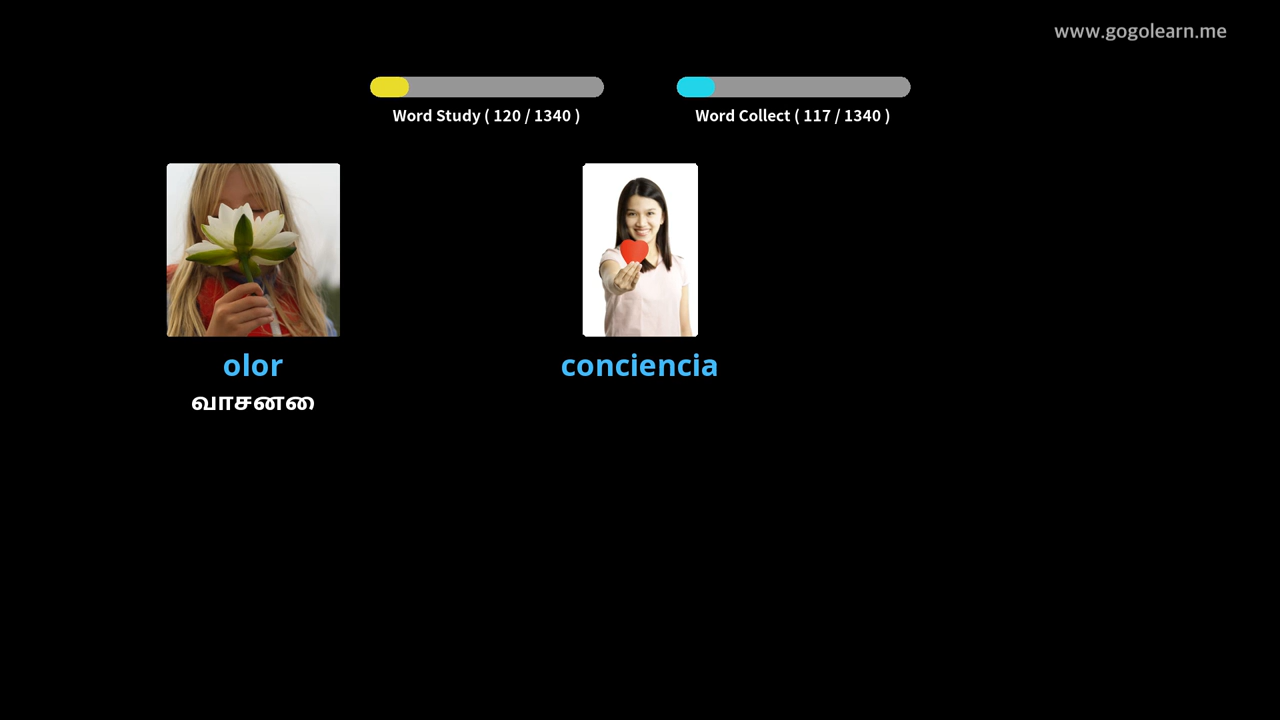 www.gogolearn.me
Word Study ( 120 / 1340 )
Word Collect ( 117 / 1340 )
olor
conciencia
வாசனை